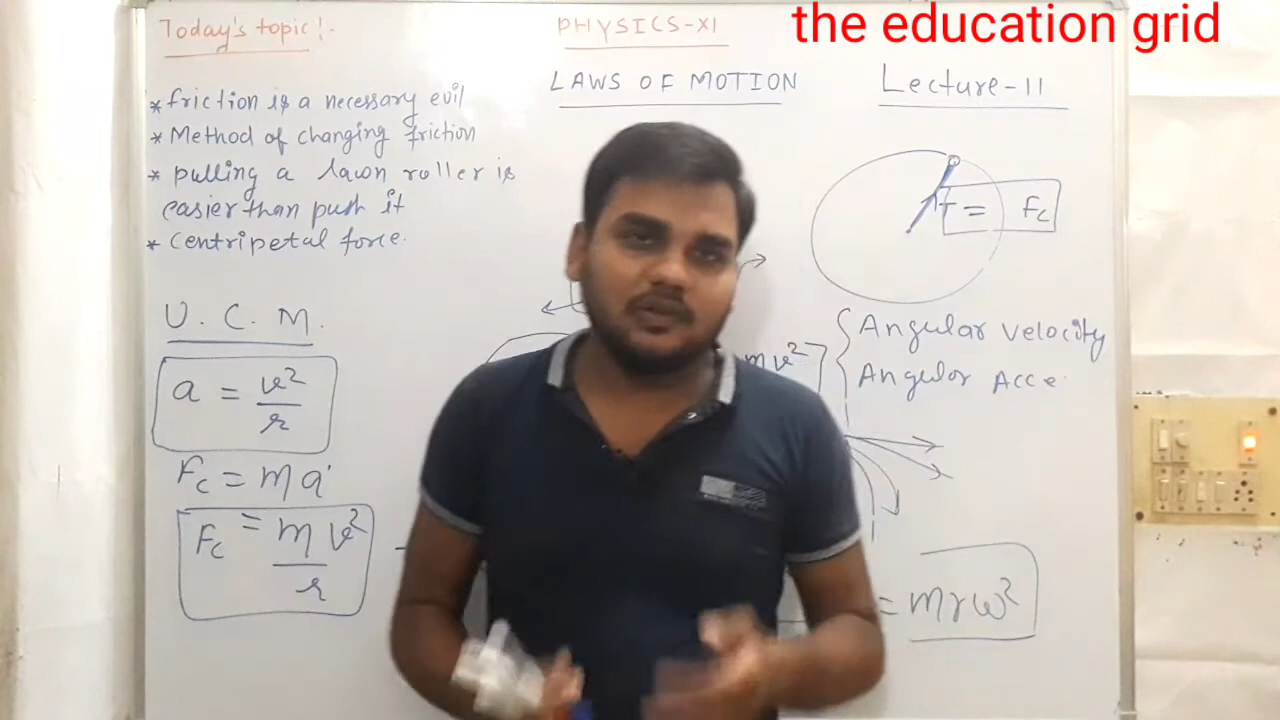 the education grid
Today's topic!-
PHYSICS-XI
LAWS OF MOTION
Lecture-11
* friction is a necessary evil
* Method of changing friction
* pulling a lawn roller is
easier than push it
* Centripetal force.
T = Fc
U. C. M.
a = v²/r
Fc = ma
Fc = mv²/r
mv²
Angular velocity
Angular Acce.
= mrω²